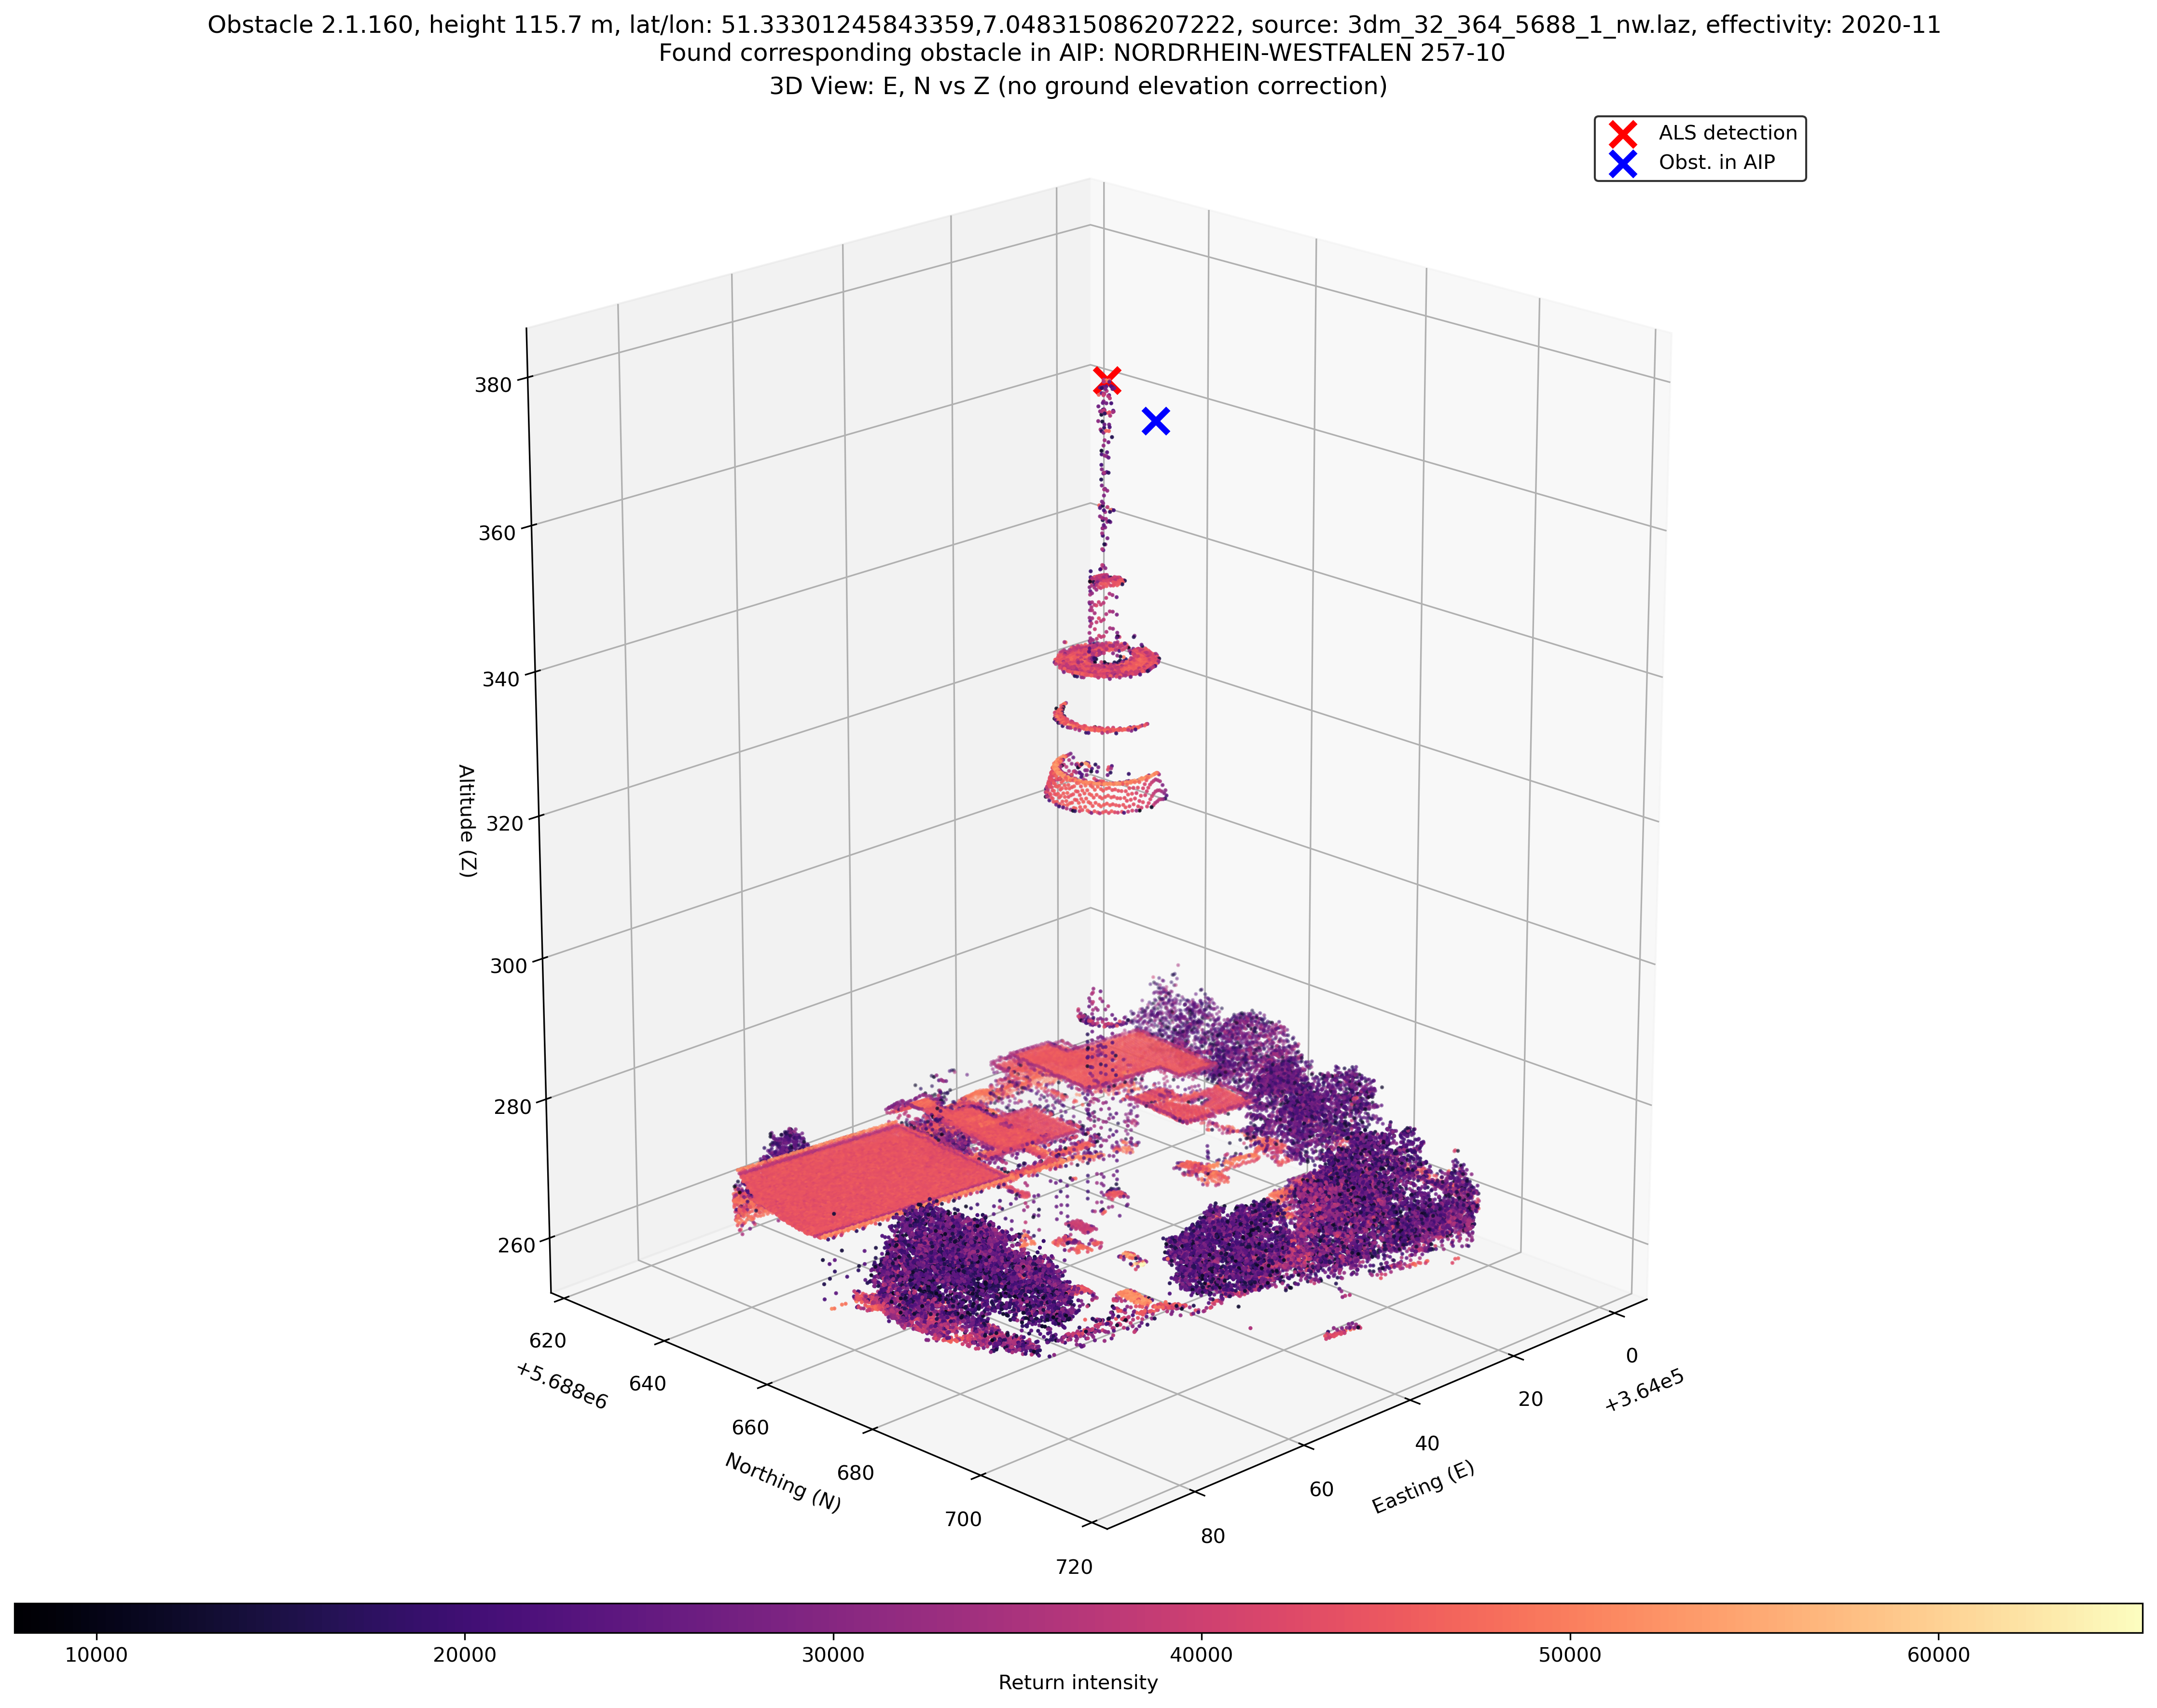 Obstacle 2.1.160, height 115.7 m, lat/lon: 51.33301245843359,7.048315086207222, source: 3dm_32_364_5688_1_nw.laz, effectivity: 2020-11
Found corresponding obstacle in AIP: NORDRHEIN-WESTFALEN 257-10
3D View: E, N vs Z (no ground elevation correction)
ALS detection
Obst. in AIP
380
360
340
320
300
280
260
Altitude (Z)
620
640
660
680
700
720
+5.688e6
Northing (N)
0
20
40
60
80
+3.64e5
Easting (E)
10000
20000
30000
40000
50000
60000
Return intensity